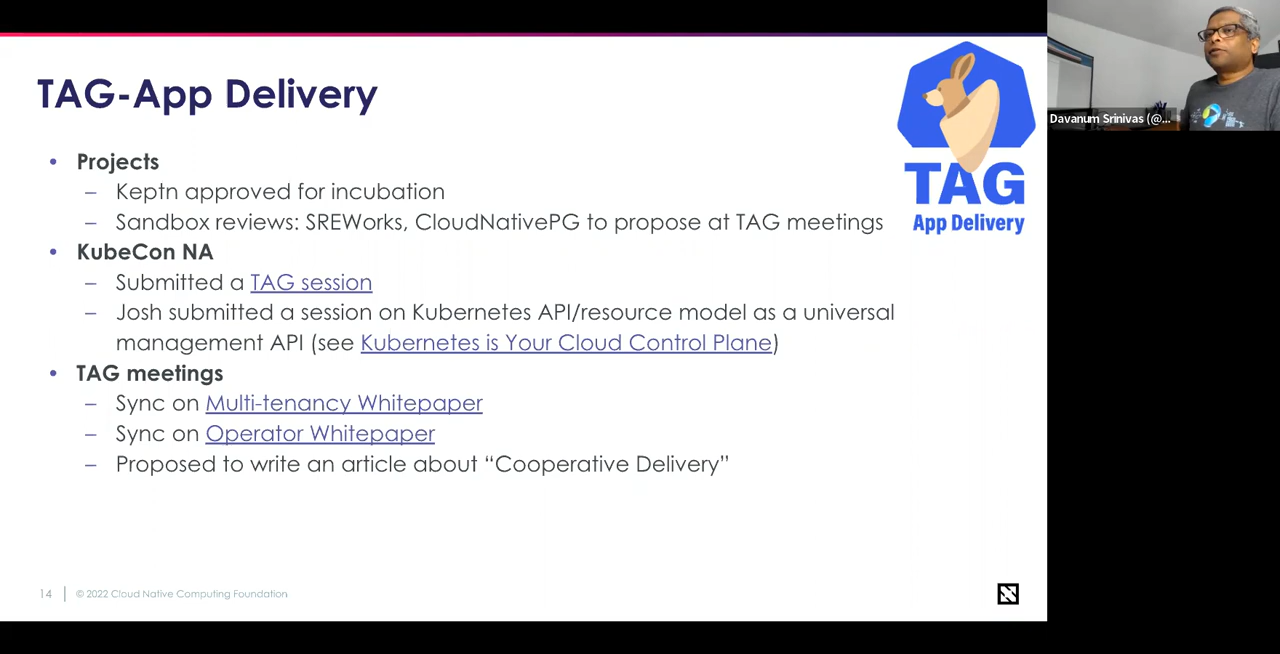 TAG-App Delivery
• Projects
– Keptn approved for incubation
– Sandbox reviews: SREWorks, CloudNativePG to propose at TAG meetings
• KubeCon NA
– Submitted a TAG session
– Josh submitted a session on Kubernetes API/resource model as a universal
management API (see Kubernetes is Your Cloud Control Plane)
• TAG meetings
– Sync on Multi-tenancy Whitepaper
– Sync on Operator Whitepaper
– Proposed to write an article about “Cooperative Delivery”
TAG
App Delivery
14 | © 2022 Cloud Native Computing Foundation
Davanum Srinivas (@...